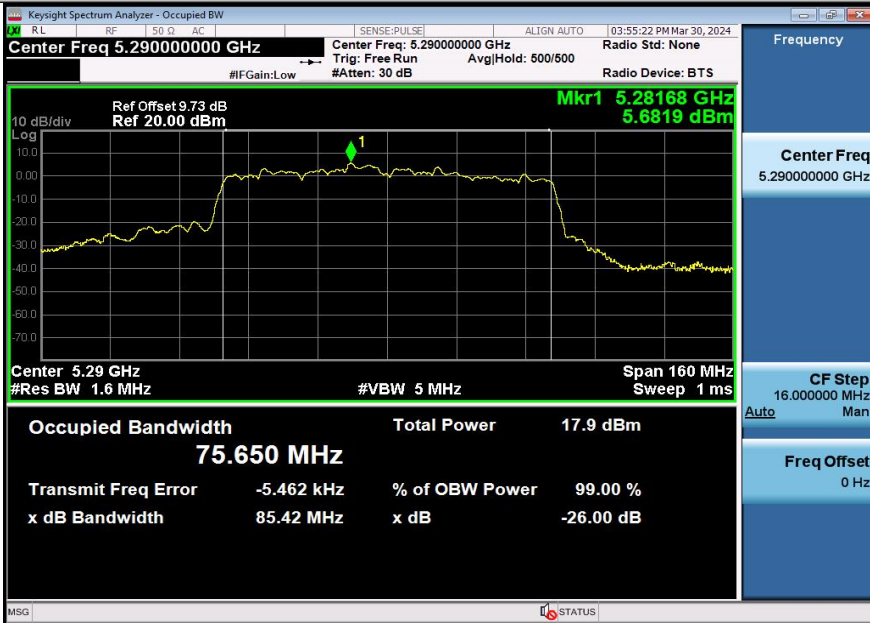 Keysight Spectrum Analyzer - Occupied BW
LXI RL RF 50 Ω AC SENSE:PULSE ALIGN AUTO 03:55:22 PM Mar 30, 2024
Center Freq 5.290000000 GHz
Center Freq: 5.290000000 GHz
Radio Std: None
Trig: Free Run Avg|Hold: 500/500
#IFGain:Low
#Atten: 30 dB
Radio Device: BTS
Ref Offset 9.73 dB
Mkr1 5.28168 GHz
10 dB/div Ref 20.00 dBm
5.6819 dBm
Log
1
10.0
0.00
-10.0
-20.0
-30.0
-40.0
-50.0
-60.0
-70.0
Center 5.29 GHz
Span 160 MHz
#Res BW 1.6 MHz
#VBW 5 MHz
Sweep 1 ms
Occupied Bandwidth
Total Power 17.9 dBm
75.650 MHz
Transmit Freq Error -5.462 kHz
% of OBW Power 99.00 %
x dB Bandwidth 85.42 MHz
x dB -26.00 dB
Frequency
Center Freq
5.290000000 GHz
CF Step
16.000000 MHz
Auto Man
Freq Offset
0 Hz
MSG
STATUS